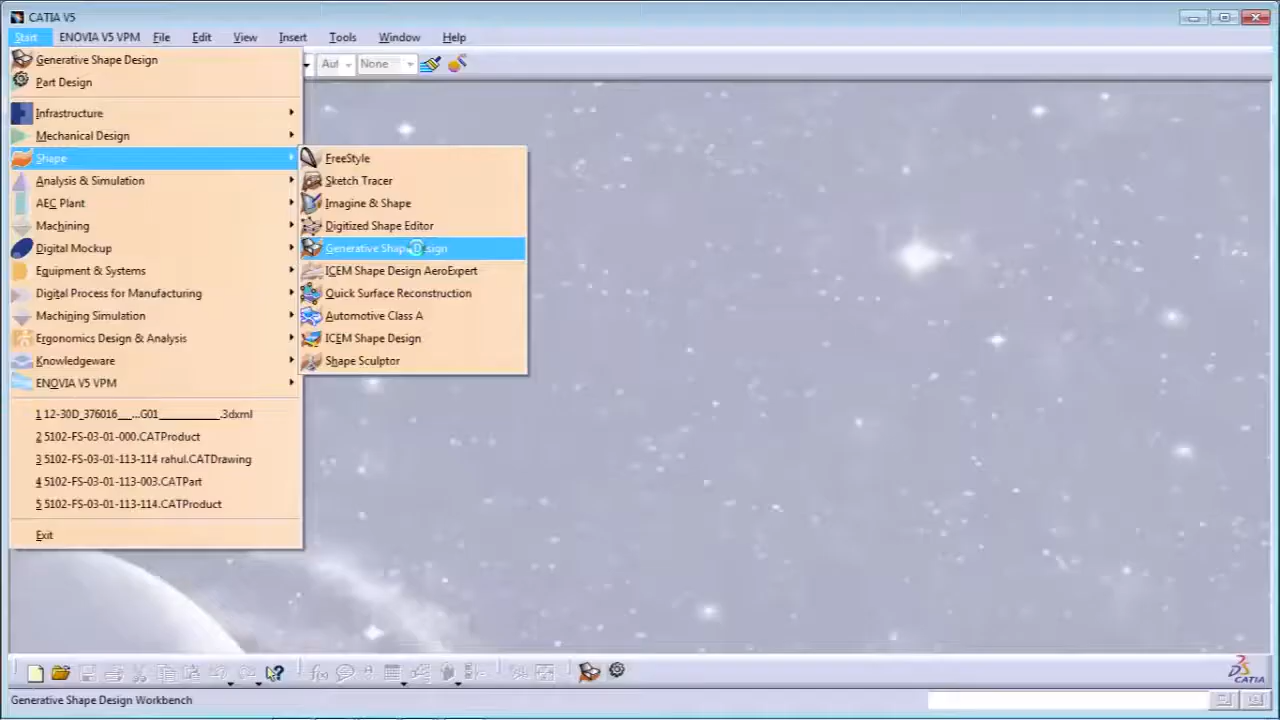 CATIA V5
Start ENOVIA V5 VPM File Edit View Insert Tools Window Help
Generative Shape Design
Aut None
Part Design
Infrastructure
Mechanical Design
Shape
FreeStyle
Analysis & Simulation
Sketch Tracer
AEC Plant
Imagine & Shape
Machining
Digitized Shape Editor
Digital Mockup
Generative Shape Design
Equipment & Systems
ICEM Shape Design AeroExpert
Digital Process for Manufacturing
Quick Surface Reconstruction
Machining Simulation
Automotive Class A
Ergonomics Design & Analysis
ICEM Shape Design
Knowledgeware
Shape Sculptor
ENOVIA V5 VPM
1 12-30D_376016___...G01___________.3dxml
2 5102-FS-03-01-000.CATProduct
3 5102-FS-03-01-113-114 rahul.CATDrawing
4 5102-FS-03-01-113-003.CATPart
5 5102-FS-03-01-113-114.CATProduct
Exit
CATIA
Generative Shape Design Workbench